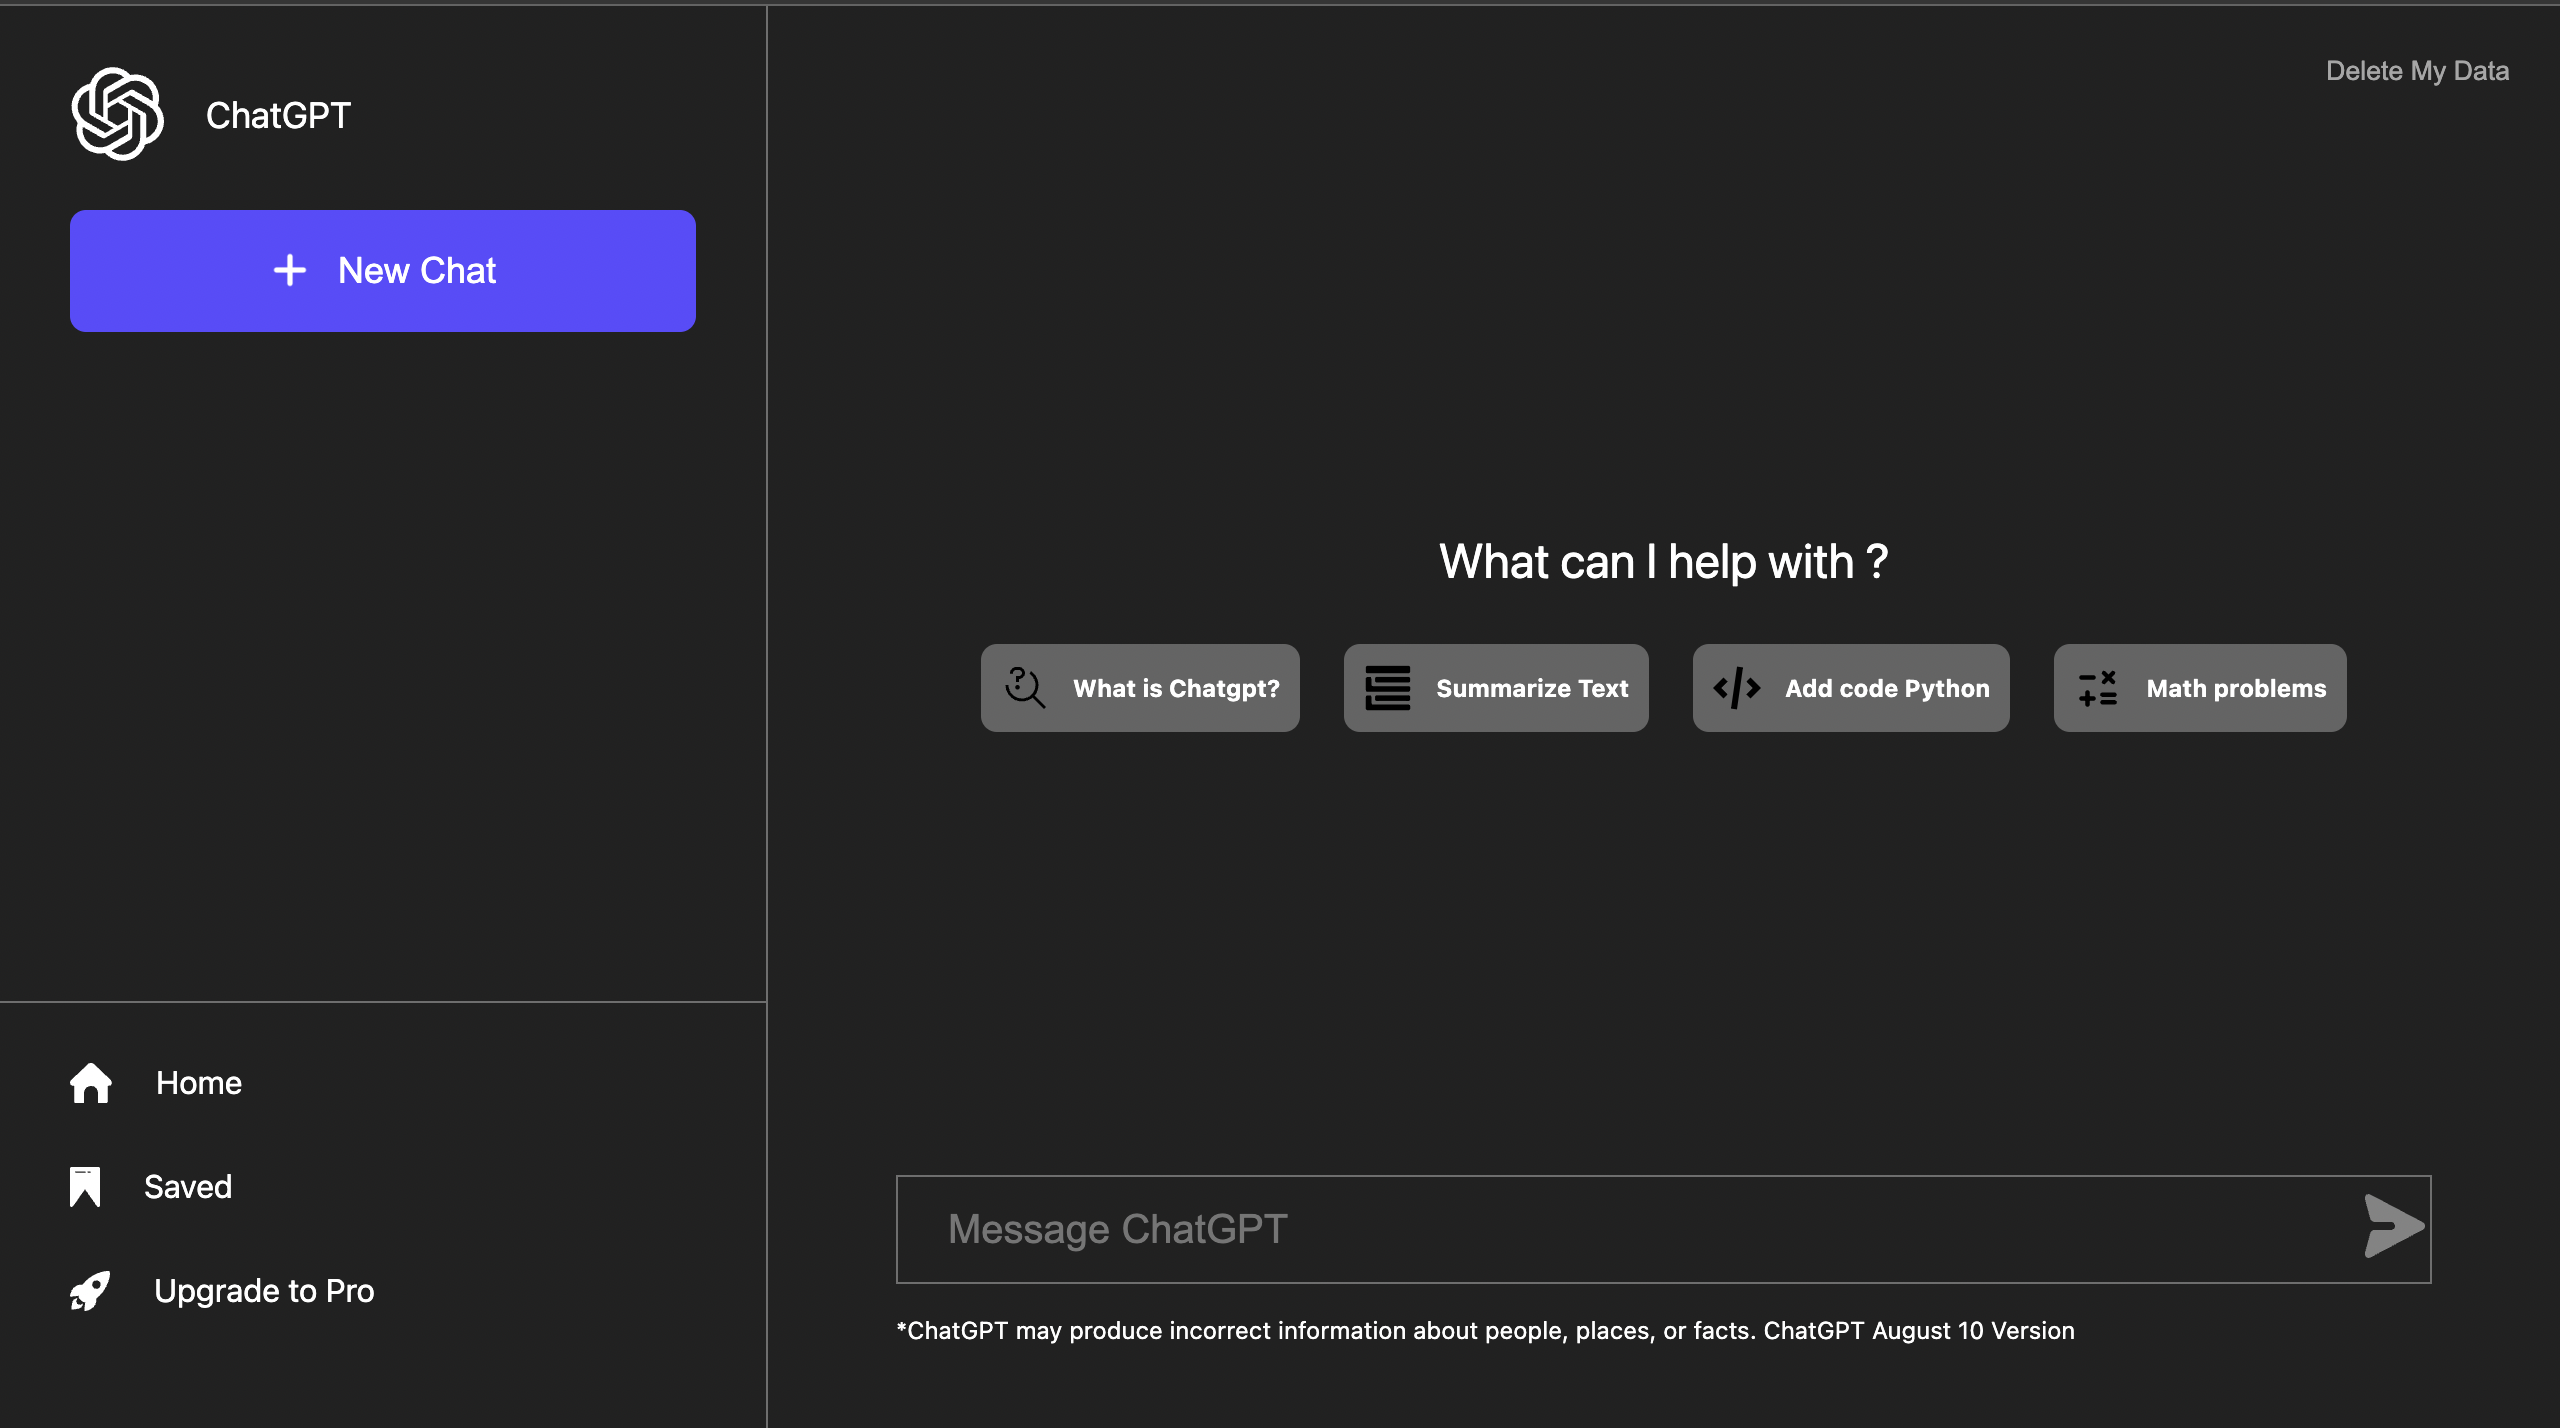 ChatGPT
New Chat
Home
Saved
Upgrade to Pro
Delete My Data
What can I help with ?
What is Chatgpt?
Summarize Text
Add code Python
Math problems
Message ChatGPT
*ChatGPT may produce incorrect information about people, places, or facts. ChatGPT August 10 Version